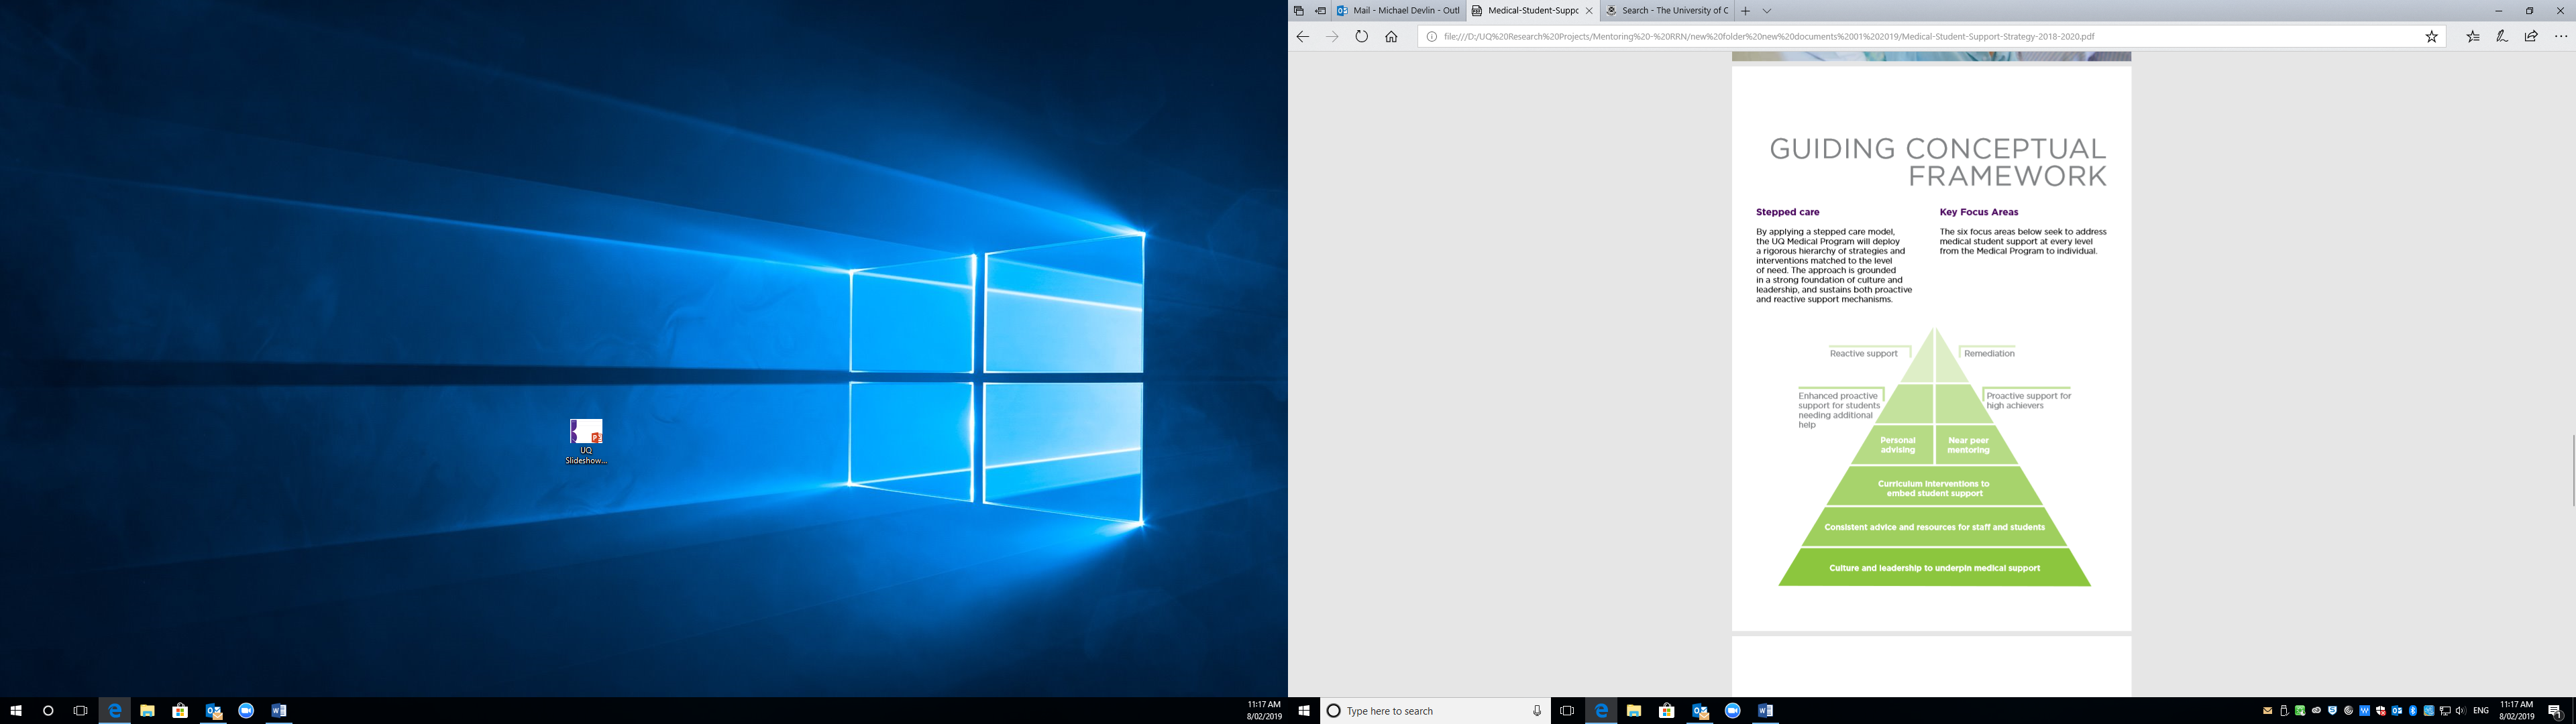 UQ
Slideshow...
11:17 AM
8/02/2019
Mail - Michael Devlin - Outl
Medical-Student-Suppo
Search - The University of C
file:///D:/UQ%20Research%20Projects/Mentoring%20-%20RRN/new%20folder%20new%20documents%2001%202019/Medical-Student-Support-Strategy-2018-2020.pdf
GUIDING CONCEPTUAL
FRAMEWORK
Stepped care
By applying a stepped care model,
the UQ Medical Program will deploy
a rigorous hierarchy of strategies and
interventions matched to the level
of need. The approach is grounded
in a strong foundation of culture and
leadership, and sustains both proactive
and reactive support mechanisms.
Key Focus Areas
The six focus areas below seek to address
medical student support at every level
from the Medical Program to individual.
Reactive support
Remediation
Enhanced proactive
support for students
needing additional
help
Proactive support for
high achievers
Personal
advising
Near peer
mentoring
Curriculum interventions to
embed student support
Consistent advice and resources for staff and students
Culture and leadership to underpin medical support
Type here to search
ENG
11:17 AM
8/02/2019